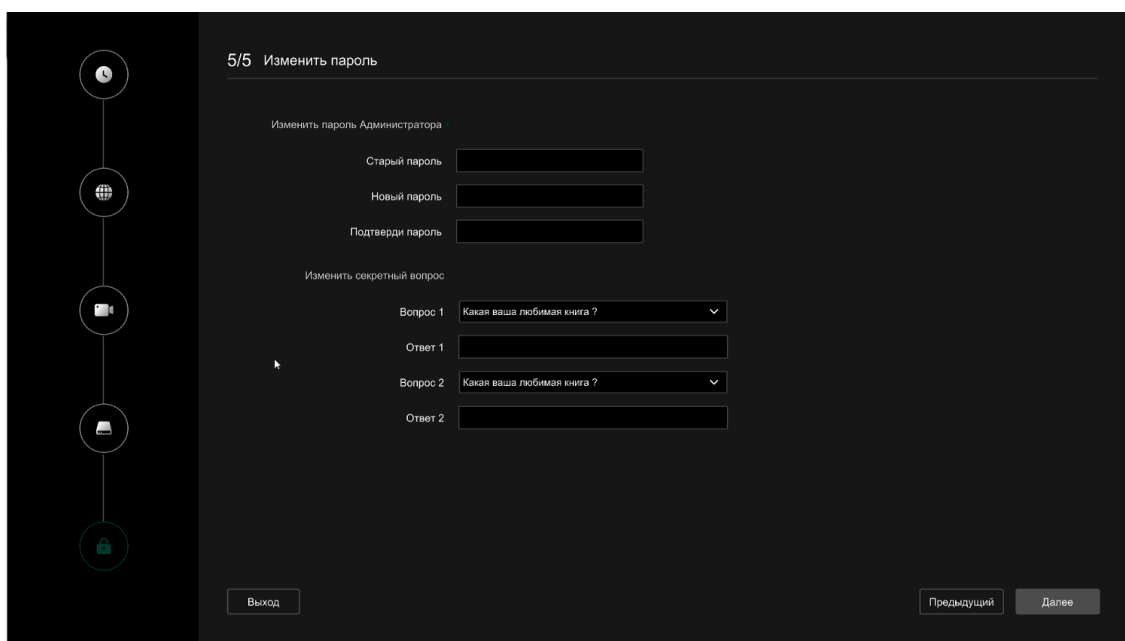 5/5 Изменить пароль
Изменить пароль Администратора
Старый пароль
Новый пароль
Подтверди пароль
Изменить секретный вопрос
Вопрос 1 Какая ваша любимая книга ?
Ответ 1
Вопрос 2 Какая ваша любимая книга ?
Ответ 2
Выход Предыдущий Далее